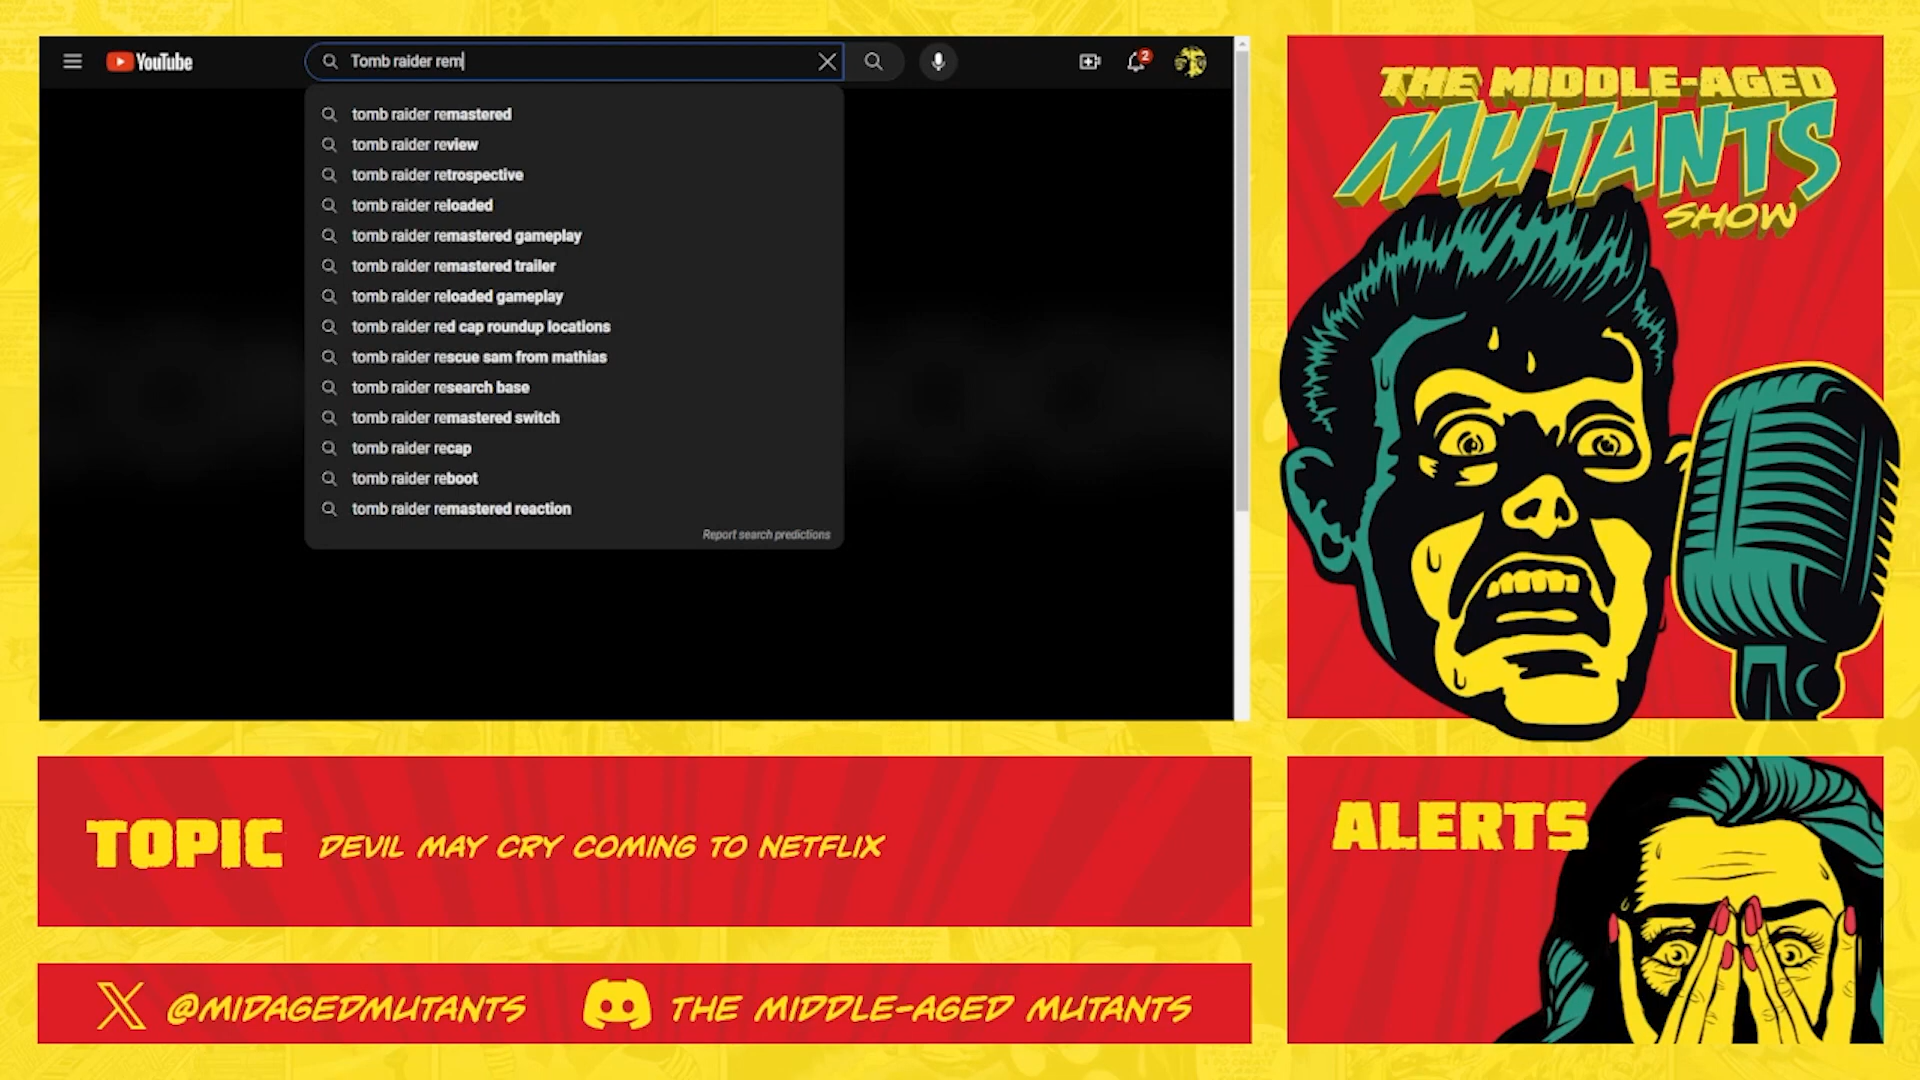 YouTube
Tomb raider rem
2
tomb raider remastered
tomb raider review
tomb raider retrospective
tomb raider reloaded
tomb raider remastered gameplay
tomb raider remastered trailer
tomb raider reloaded gameplay
tomb raider red cap roundup locations
tomb raider rescue sam from mathias
tomb raider research base
tomb raider remastered switch
tomb raider recap
tomb raider reboot
tomb raider remastered reaction
Report search predictions
THE MIDDLE-AGED
MUTANTS
SHOW
TOPIC DEVIL MAY CRY COMING TO NETFLIX
ALERTS
@MIDAGEDMUTANTS THE MIDDLE-AGED MUTANTS